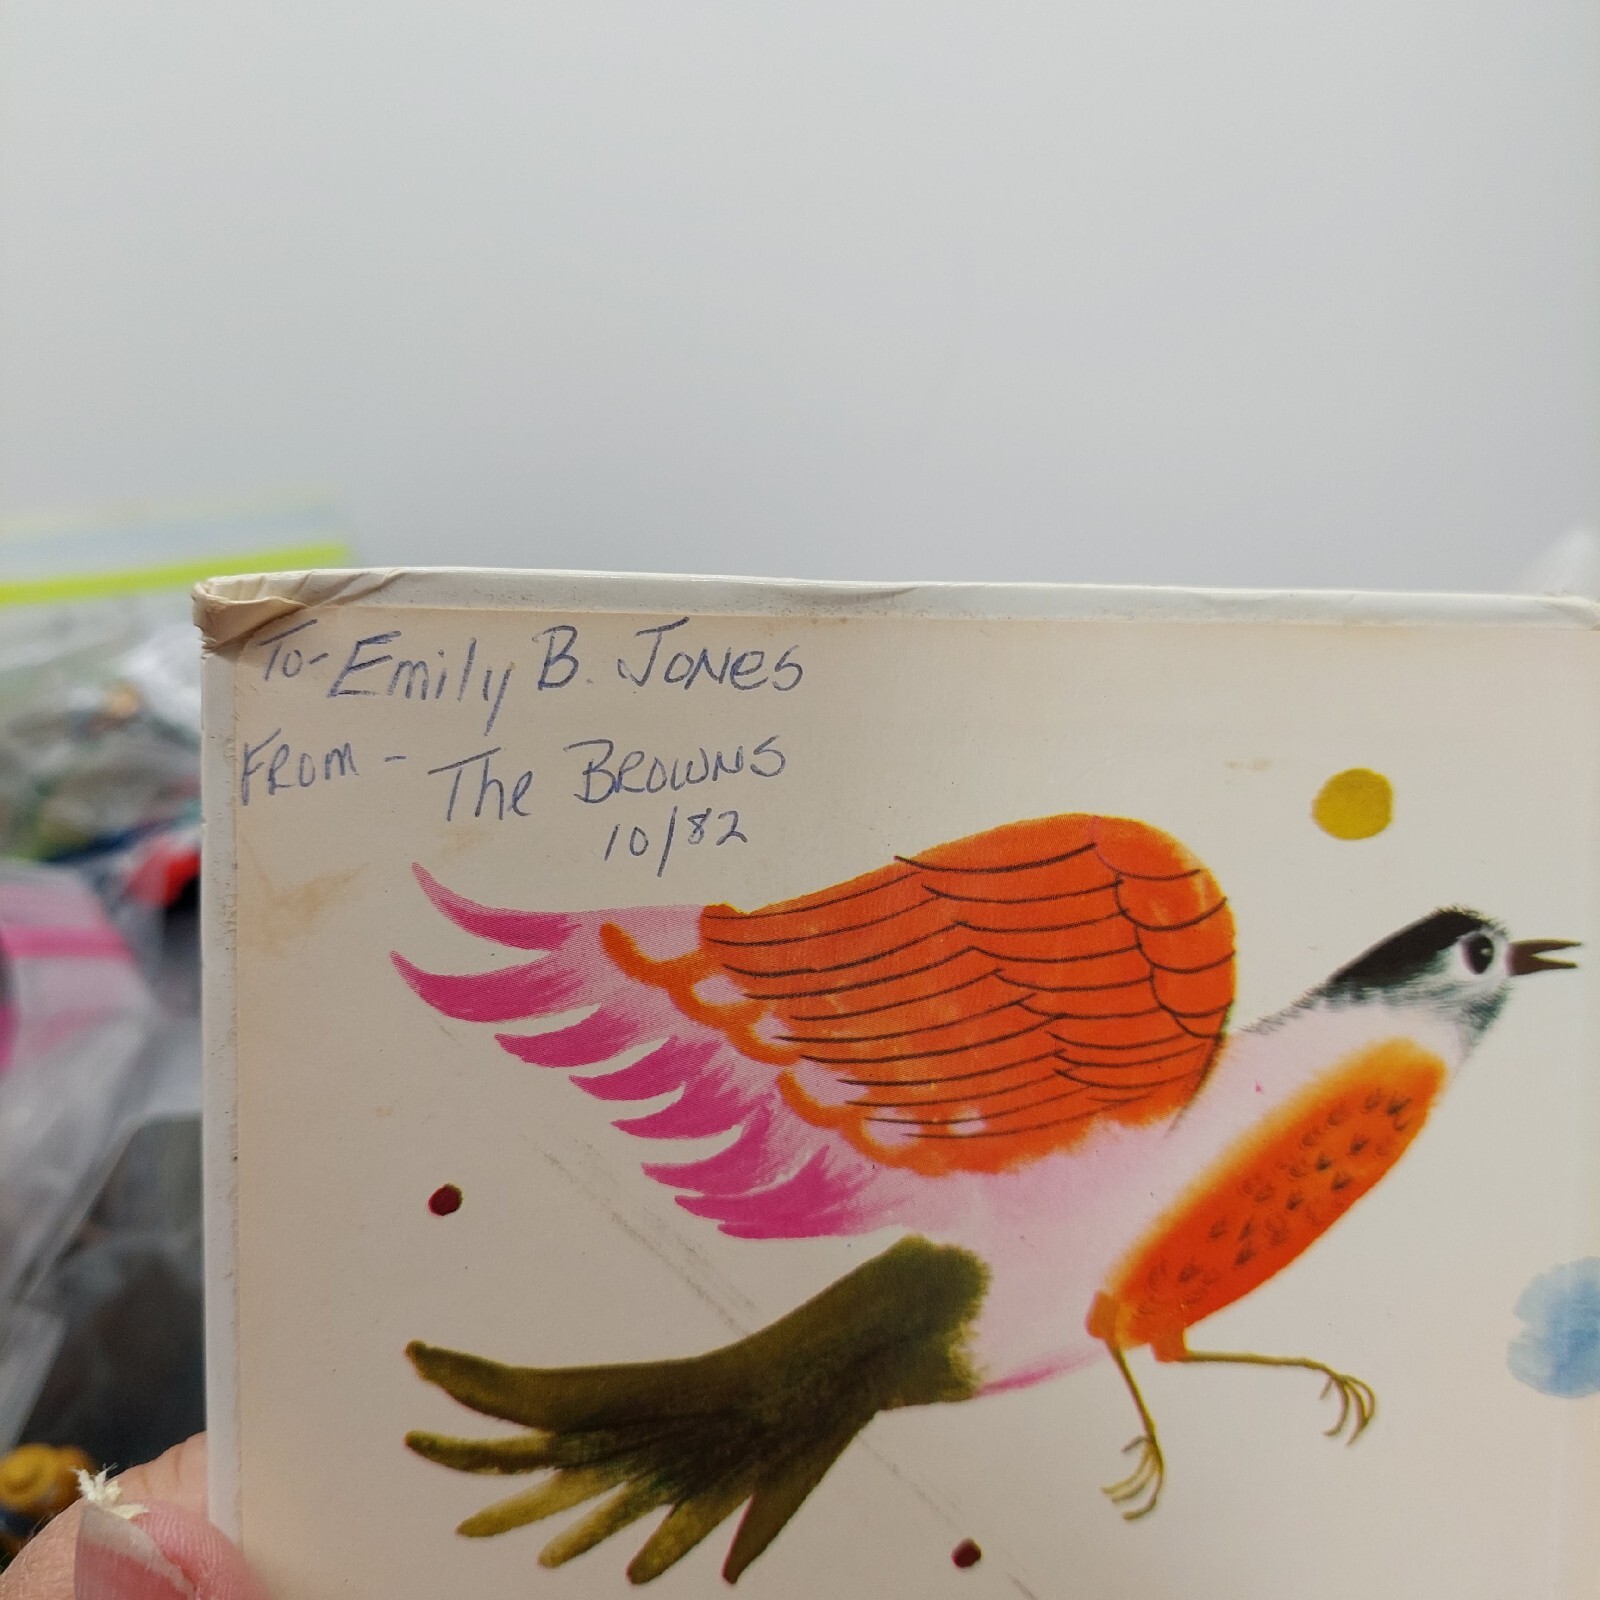 To- Emily B. Jones
From - The Browns
10/82